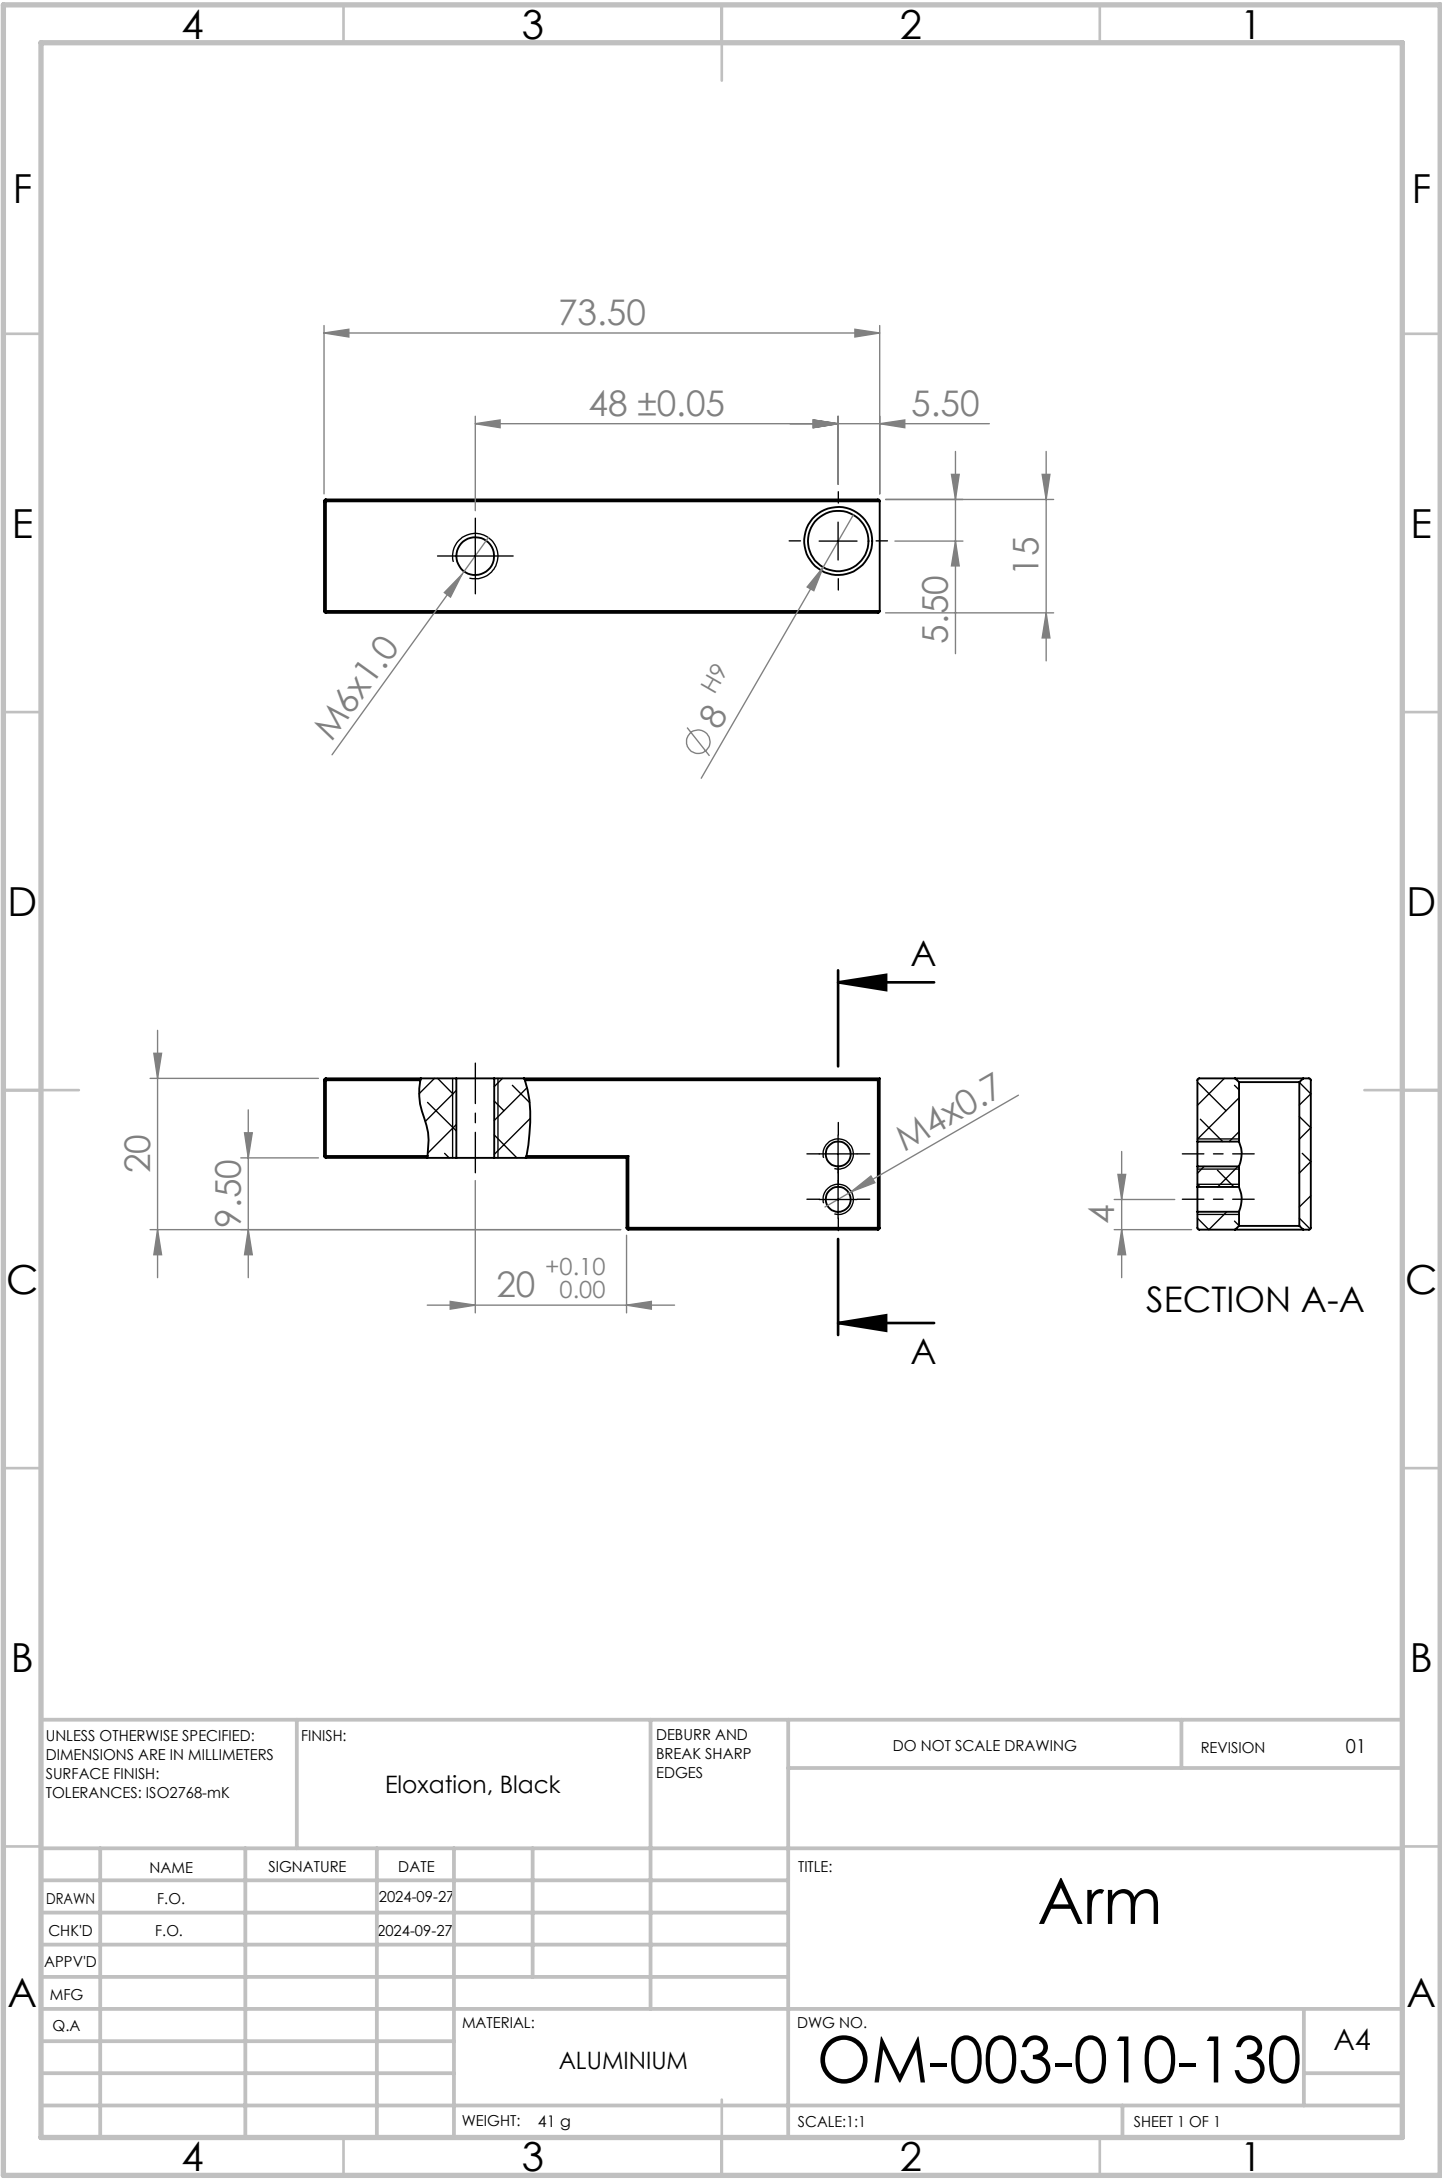 4 3 2 1
F F
73.50
48 ±0.05 5.50
E E
15
5.50
M6x1.0
Ø 8 H9
D D
A
M4x0.7
20
9.50
4
20 +0.10
0.00
C C
SECTION A-A
A
B B
UNLESS OTHERWISE SPECIFIED:
DIMENSIONS ARE IN MILLIMETERS
SURFACE FINISH:
TOLERANCES: ISO2768-mK
FINISH:
Eloxation, Black
DEBURR AND
BREAK SHARP
EDGES
DO NOT SCALE DRAWING
REVISION 01
NAME SIGNATURE DATE
DRAWN F.O. 2024-09-27
CHK'D F.O. 2024-09-27
APPV'D
MFG
Q.A
TITLE:
Arm
A A
MATERIAL:
ALUMINIUM
DWG NO.
OM-003-010-130
A4
WEIGHT: 41 g
SCALE:1:1
SHEET 1 OF 1
4 3 2 1